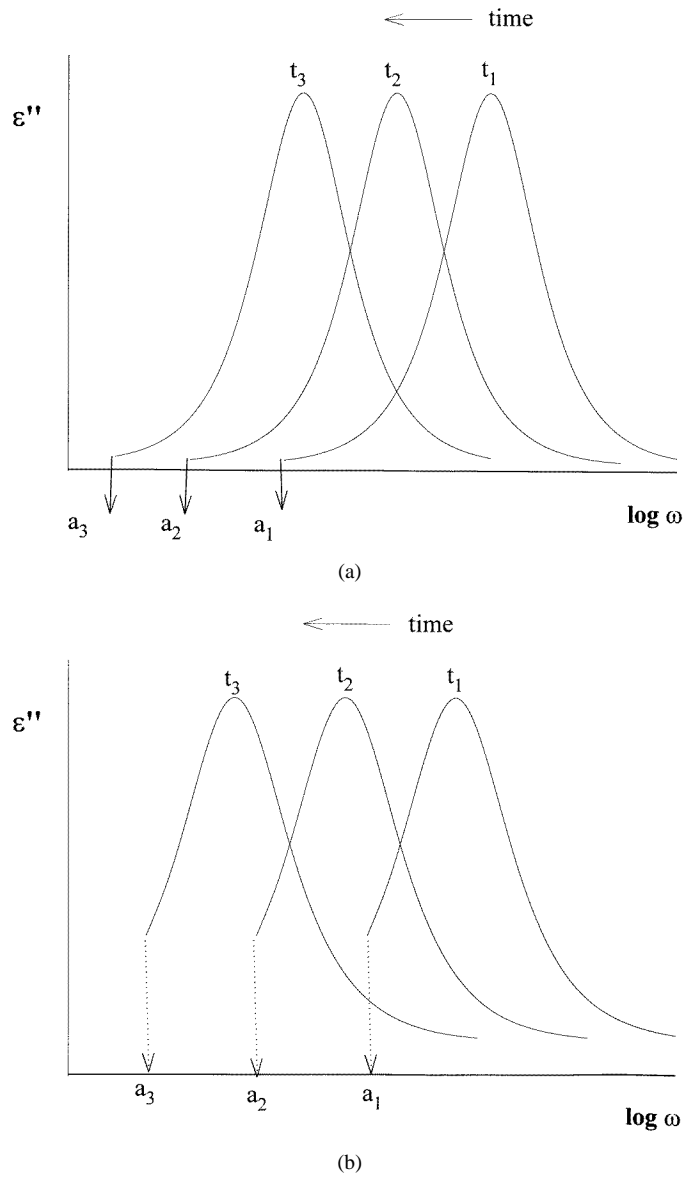 time
t₃ t₂ t₁
ε''
a₃ a₂ a₁
log ω
(a)
time
t₃ t₂ t₁
ε''
a₃ a₂ a₁
log ω
(b)